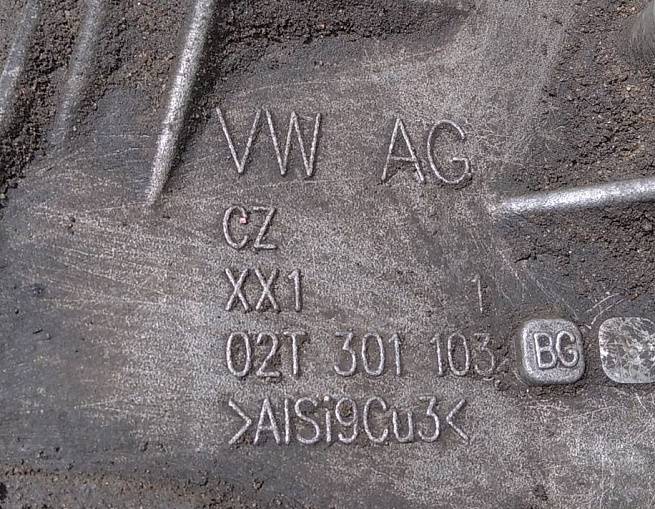 VW AG
CZ
XX1 1
02T 301 103 BG
>AlSi9Cu3<